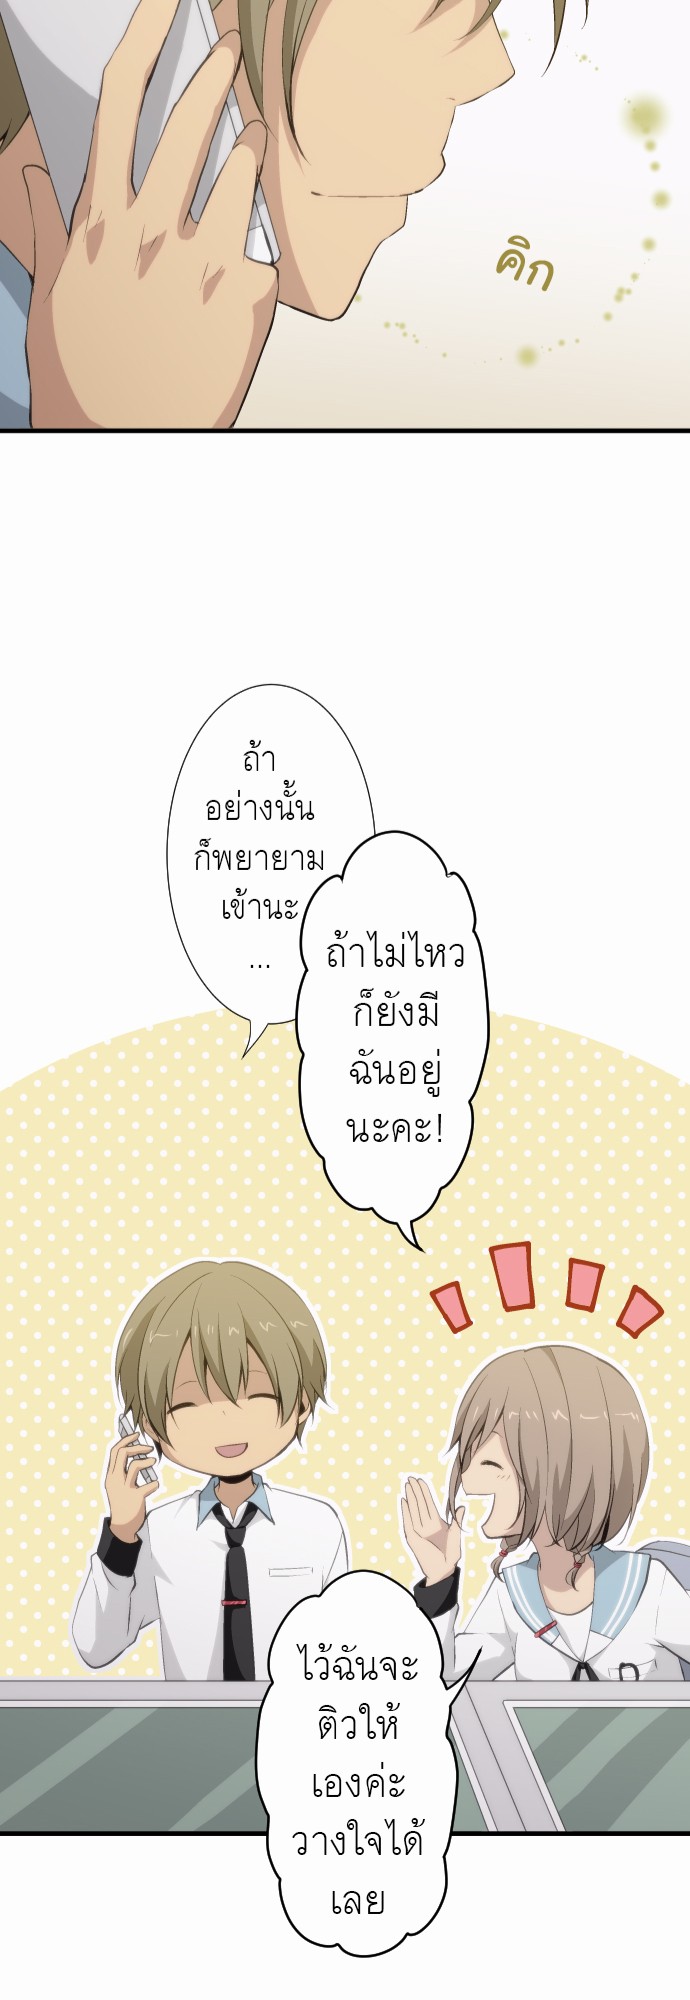 คิก
ถ้า
อย่างนั้น
ก็พยายาม
เข้านะ
...
ถ้าไม่ไหว
ก็ยังมี
ฉันอยู่
นะคะ!
ไว้ฉันจะ
ติวให้
เองค่ะ
วางใจได้
เลย